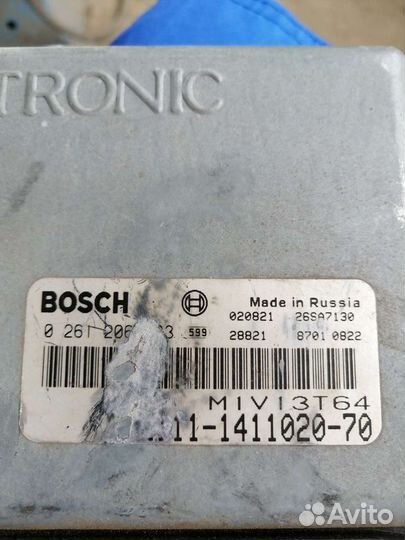 TRONIC
BOSCH Made in Russia
020821 26SA7130
0 261 206 599 28821 8701 0822
M1V13T64
11-1411020-70
Avito